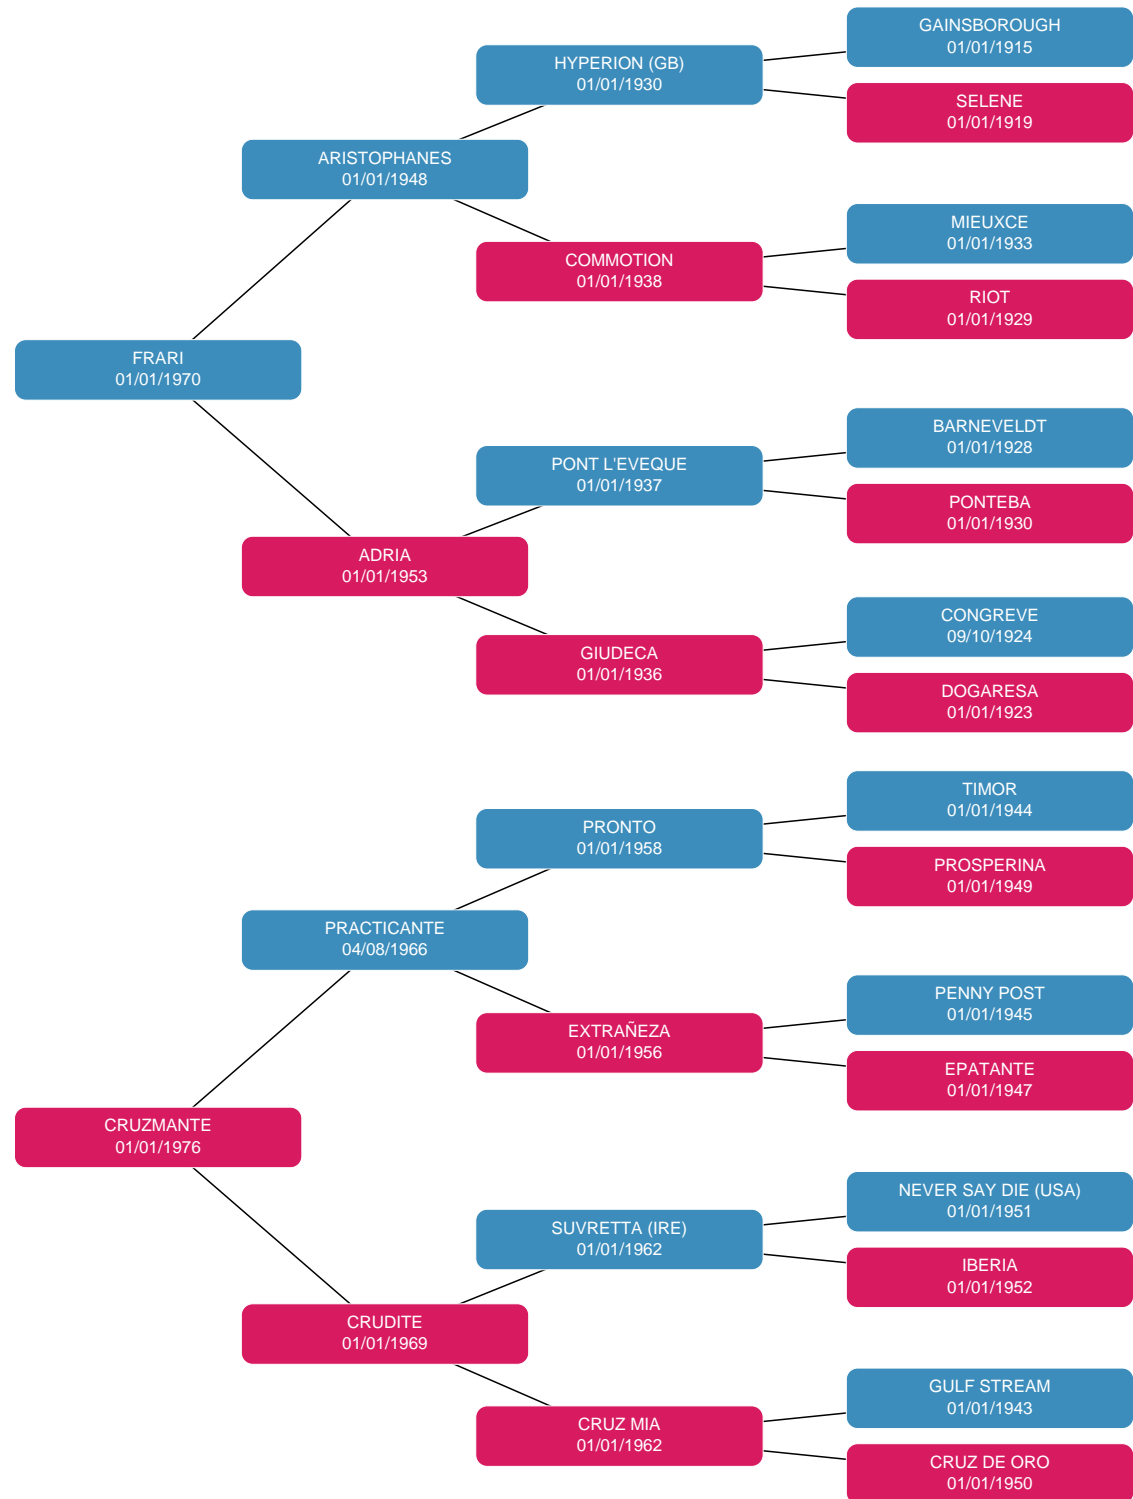 GAINSBOROUGH
01/01/1915
HYPERION (GB)
01/01/1930
SELENE
01/01/1919
ARISTOPHANES
01/01/1948
MIEUXCE
01/01/1933
COMMOTION
01/01/1938
RIOT
01/01/1929
FRARI
01/01/1970
BARNEVELDT
01/01/1928
PONT L'EVEQUE
01/01/1937
PONTEBA
01/01/1930
ADRIA
01/01/1953
CONGREVE
09/10/1924
GIUDECA
01/01/1936
DOGARESA
01/01/1923
TIMOR
01/01/1944
PRONTO
01/01/1958
PROSPERINA
01/01/1949
PRACTICANTE
04/08/1966
PENNY POST
01/01/1945
EXTRAÑEZA
01/01/1956
EPATANTE
01/01/1947
CRUZMANTE
01/01/1976
NEVER SAY DIE (USA)
01/01/1951
SUVRETTA (IRE)
01/01/1962
IBERIA
01/01/1952
CRUDITE
01/01/1969
GULF STREAM
01/01/1943
CRUZ MIA
01/01/1962
CRUZ DE ORO
01/01/1950